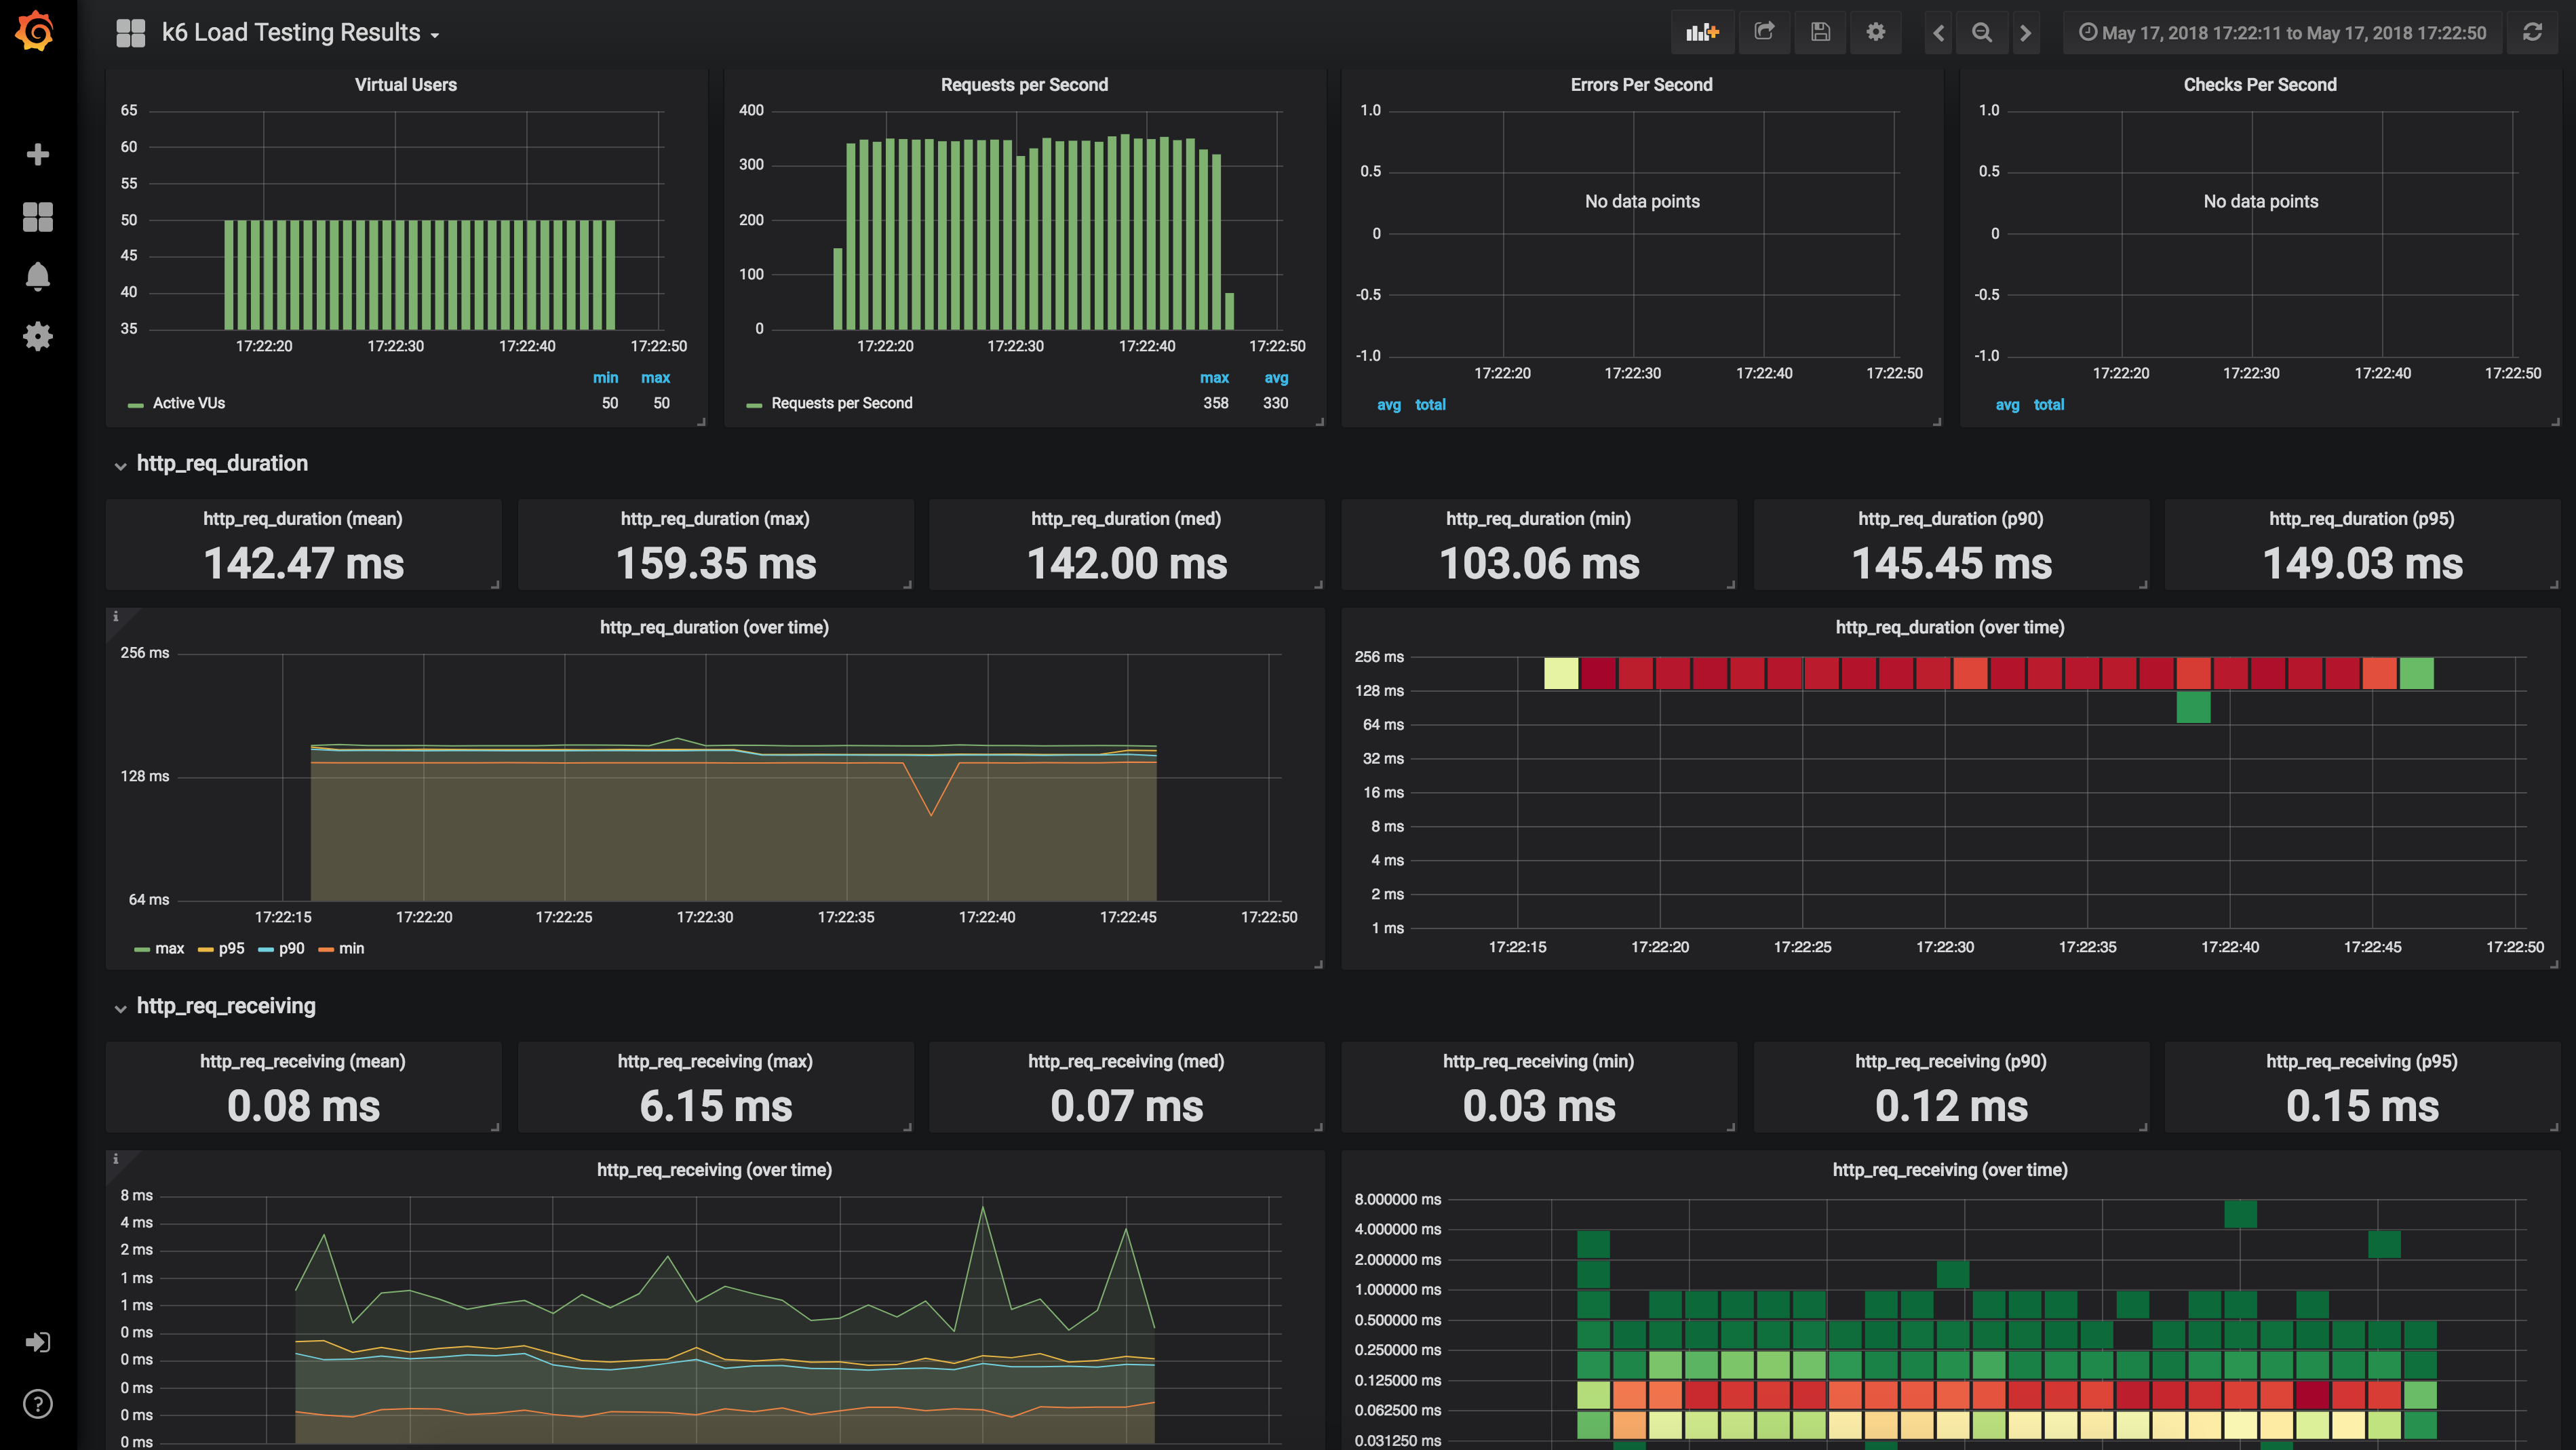 k6 Load Testing Results
May 17, 2018 17:22:11 to May 17, 2018 17:22:50
Virtual Users
65
60
55
50
45
40
35
17:22:20 17:22:30 17:22:40 17:22:50
min max
Active VUs 50 50
Requests per Second
400
300
200
100
0
17:22:20 17:22:30 17:22:40 17:22:50
max avg
Requests per Second 358 330
Errors Per Second
1.0
0.5
No data points
0
-0.5
-1.0
17:22:20 17:22:30 17:22:40 17:22:50
avg total
Checks Per Second
1.0
0.5
No data points
0
-0.5
-1.0
17:22:20 17:22:30 17:22:40 17:22:50
avg total
http_req_duration
http_req_duration (mean)
142.47 ms
http_req_duration (max)
159.35 ms
http_req_duration (med)
142.00 ms
http_req_duration (min)
103.06 ms
http_req_duration (p90)
145.45 ms
http_req_duration (p95)
149.03 ms
i
http_req_duration (over time)
256 ms
128 ms
64 ms
17:22:15 17:22:20 17:22:25 17:22:30 17:22:35 17:22:40 17:22:45 17:22:50
max p95 p90 min
http_req_duration (over time)
256 ms
128 ms
64 ms
32 ms
16 ms
8 ms
4 ms
2 ms
1 ms
17:22:15 17:22:20 17:22:25 17:22:30 17:22:35 17:22:40 17:22:45 17:22:50
http_req_receiving
http_req_receiving (mean)
0.08 ms
http_req_receiving (max)
6.15 ms
http_req_receiving (med)
0.07 ms
http_req_receiving (min)
0.03 ms
http_req_receiving (p90)
0.12 ms
http_req_receiving (p95)
0.15 ms
i
http_req_receiving (over time)
8 ms
4 ms
2 ms
1 ms
1 ms
0 ms
0 ms
0 ms
0 ms
0 ms
http_req_receiving (over time)
8.000000 ms
4.000000 ms
2.000000 ms
1.000000 ms
0.500000 ms
0.250000 ms
0.125000 ms
0.062500 ms
0.031250 ms